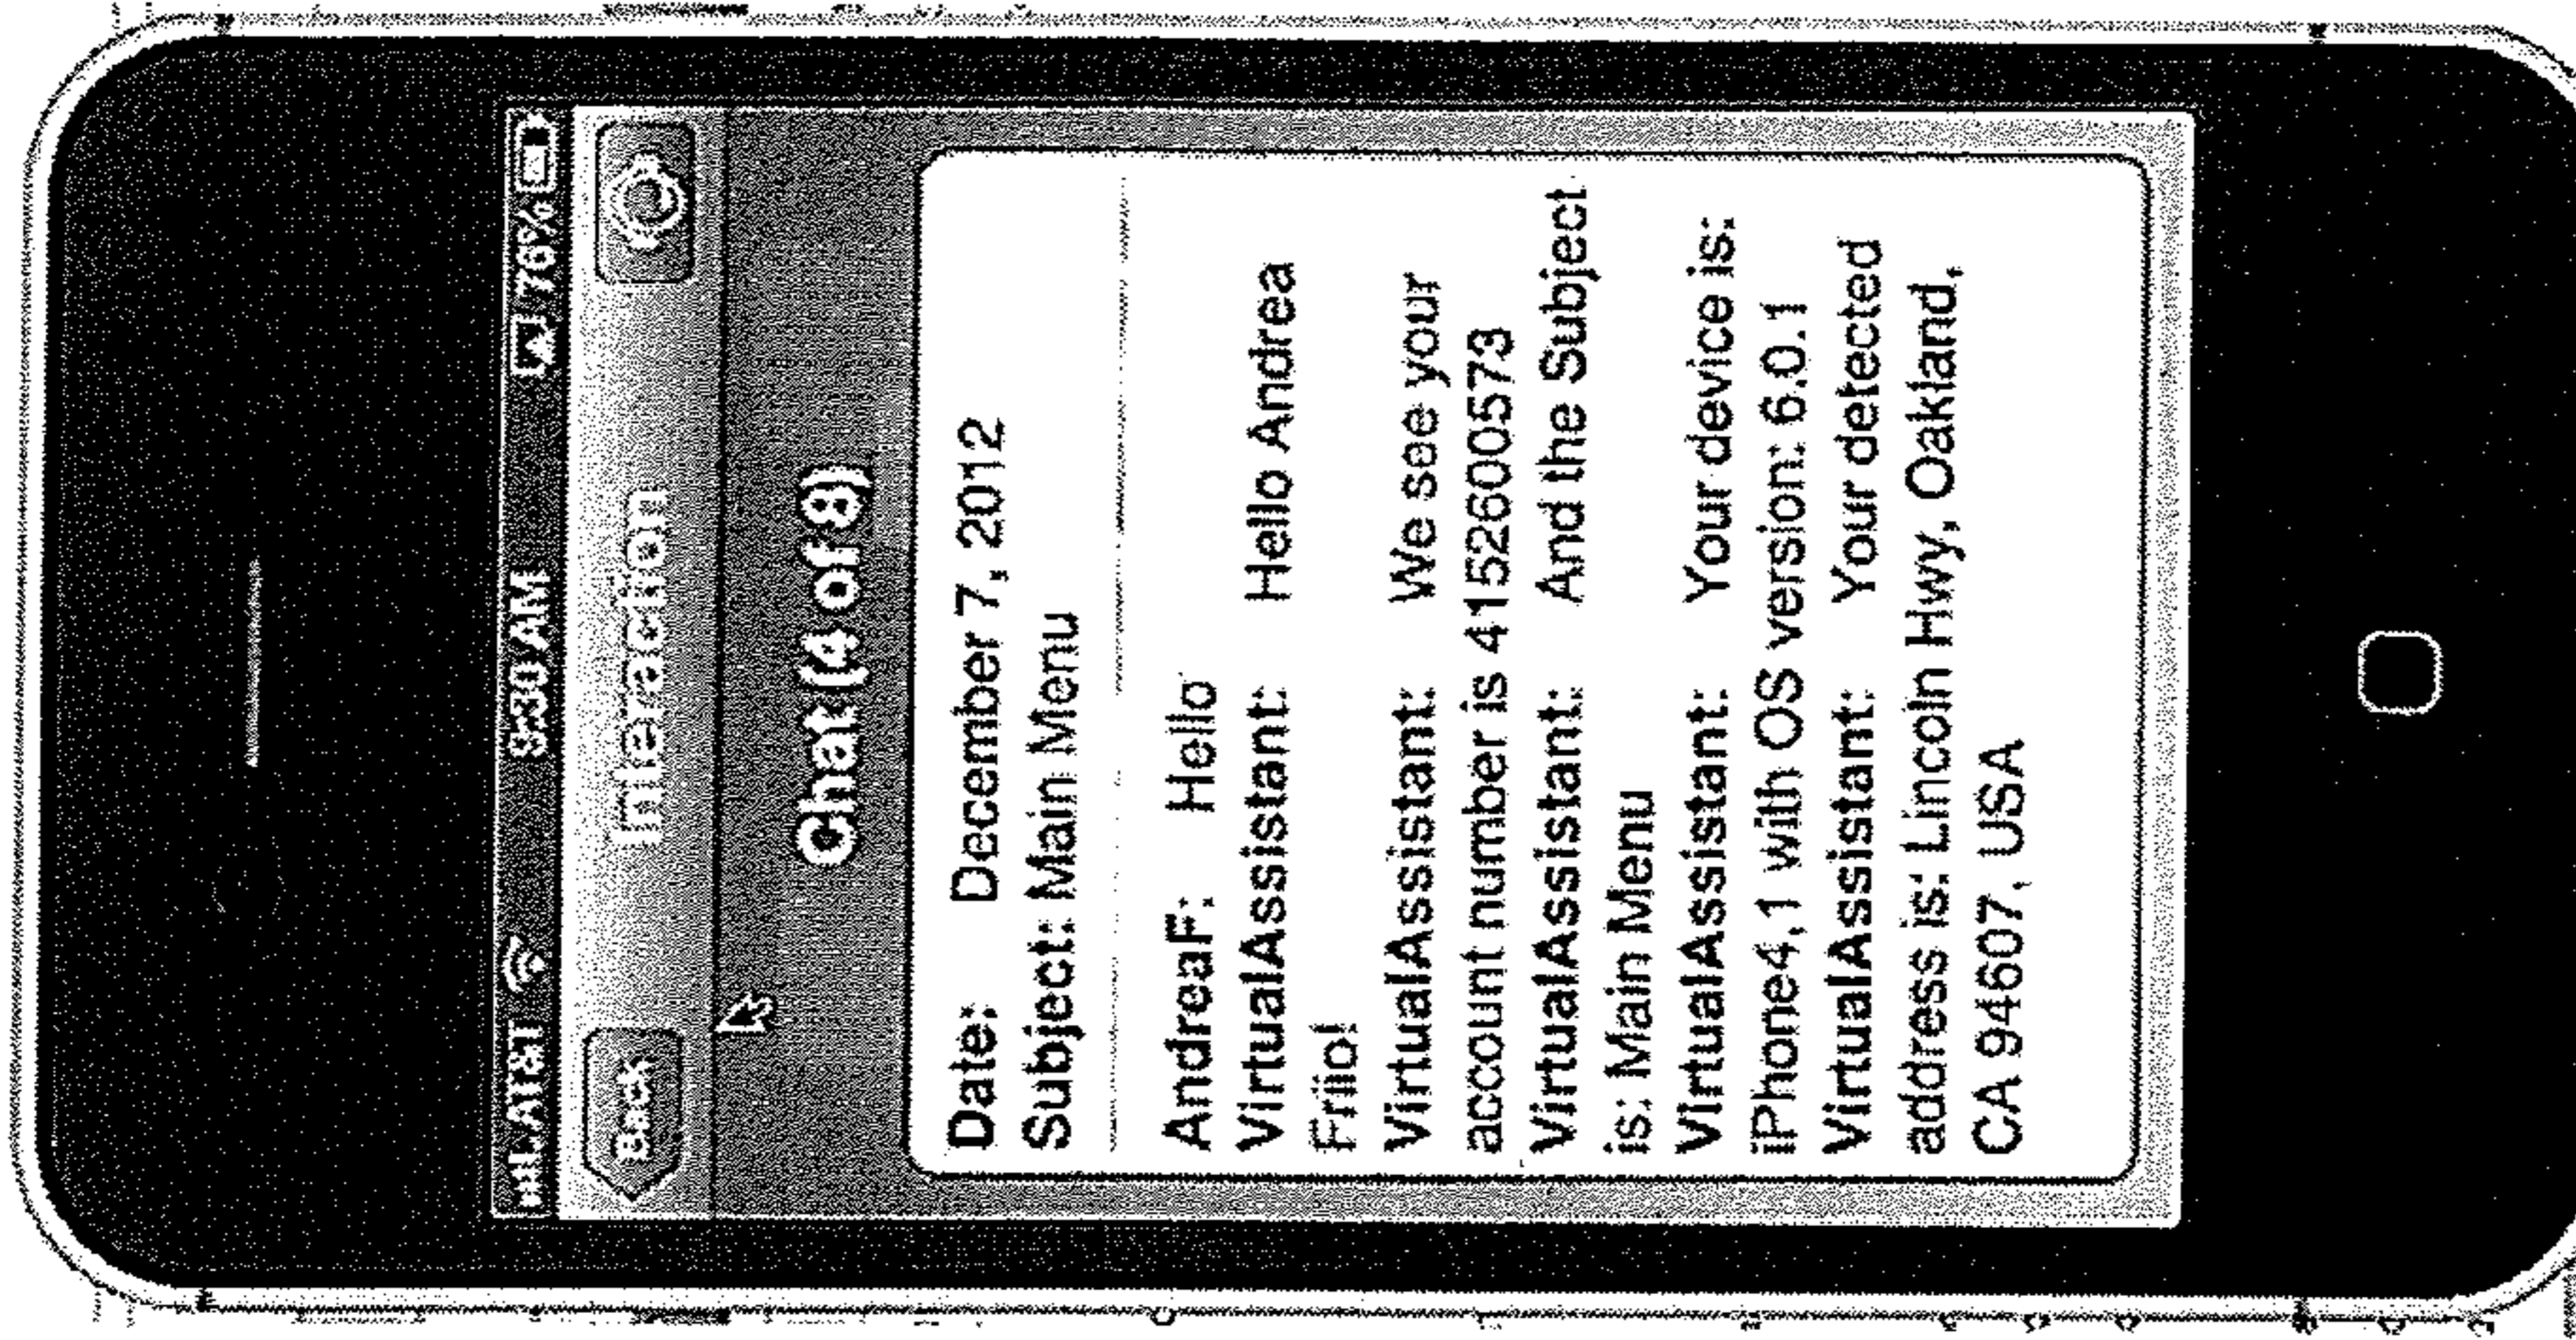 AT&T 9:30 AM 76%
Back Interaction
Chat (4 of 8)
Date: December 7, 2012
Subject: Main Menu
AndreaF: Hello
VirtualAssistant: Hello Andrea
Friio!
VirtualAssistant: We see your
account number is 4152600573
VirtualAssistant: And the Subject
is: Main Menu
VirtualAssistant: Your device is:
iPhone4,1 with OS version: 6.0.1
VirtualAssistant: Your detected
address is: Lincoln Hwy, Oakland,
CA 94607, USA